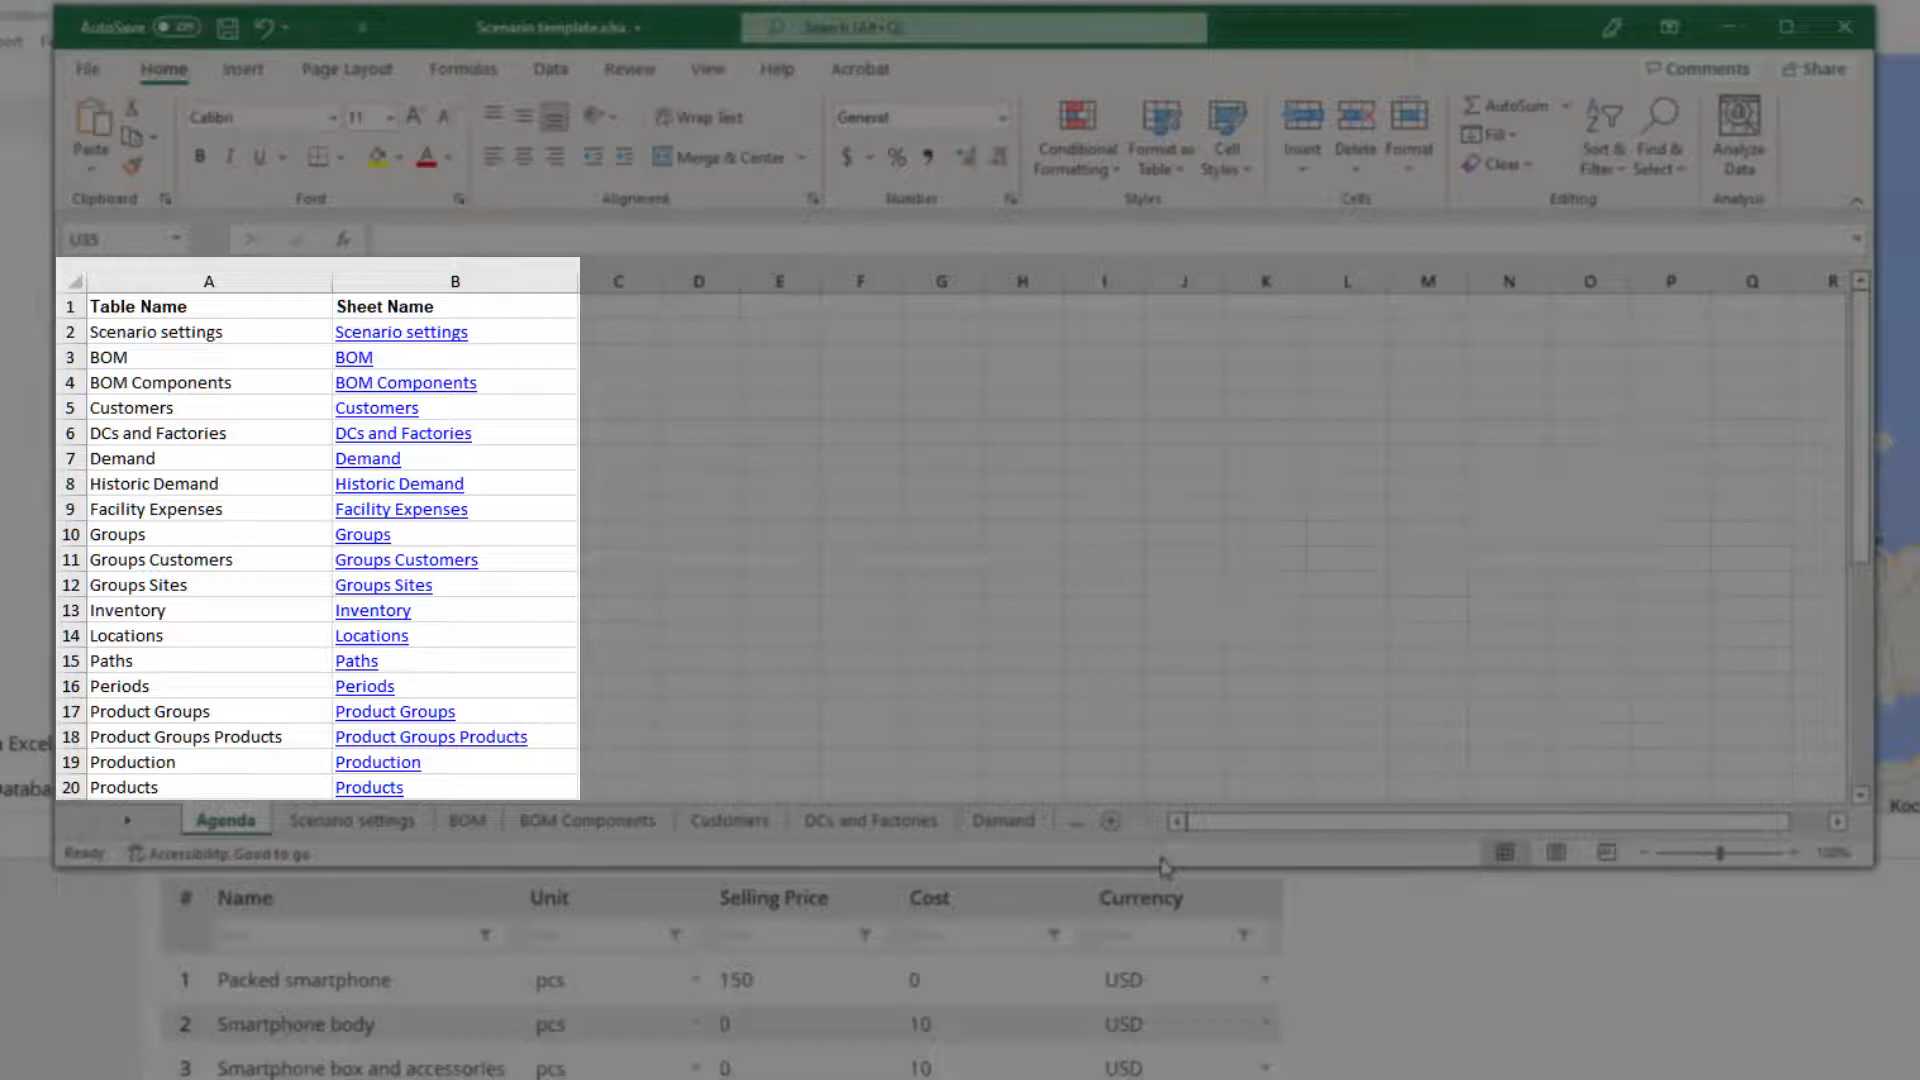 AutoSave Off Scenario template.xlsx Search (Alt+Q)
File Home Insert Page Layout Formulas Data Review View Help Acrobat Comments Share
Paste
Clipboard
Calibri 11
B I U
Font
Wrap Text
Merge & Center
Alignment
General
$ %
Number
Conditional Formatting
Format as Table
Cell Styles
Styles
Insert Delete Format
Cells
AutoSum
Fill
Clear
Sort & Filter
Find & Select
Editing
Analyze Data
Analysis
U35 fx
A B C D E F G H I J K L M N O P Q R
1 Table Name Sheet Name
2 Scenario settings Scenario settings
3 BOM BOM
4 BOM Components BOM Components
5 Customers Customers
6 DCs and Factories DCs and Factories
7 Demand Demand
8 Historic Demand Historic Demand
9 Facility Expenses Facility Expenses
10 Groups Groups
11 Groups Customers Groups Customers
12 Groups Sites Groups Sites
13 Inventory Inventory
14 Locations Locations
15 Paths Paths
16 Periods Periods
17 Product Groups Product Groups
18 Product Groups Products Product Groups Products
19 Production Production
20 Products Products
Agenda Scenario settings BOM BOM Components Customers DCs and Factories Demand ...
Ready Accessibility: Good to go 100%
# Name Unit Selling Price Cost Currency
1 Packed smartphone pcs 150 0 USD
2 Smartphone body pcs 0 10 USD
3 Smartphone box and accessories pcs 0 10 USD